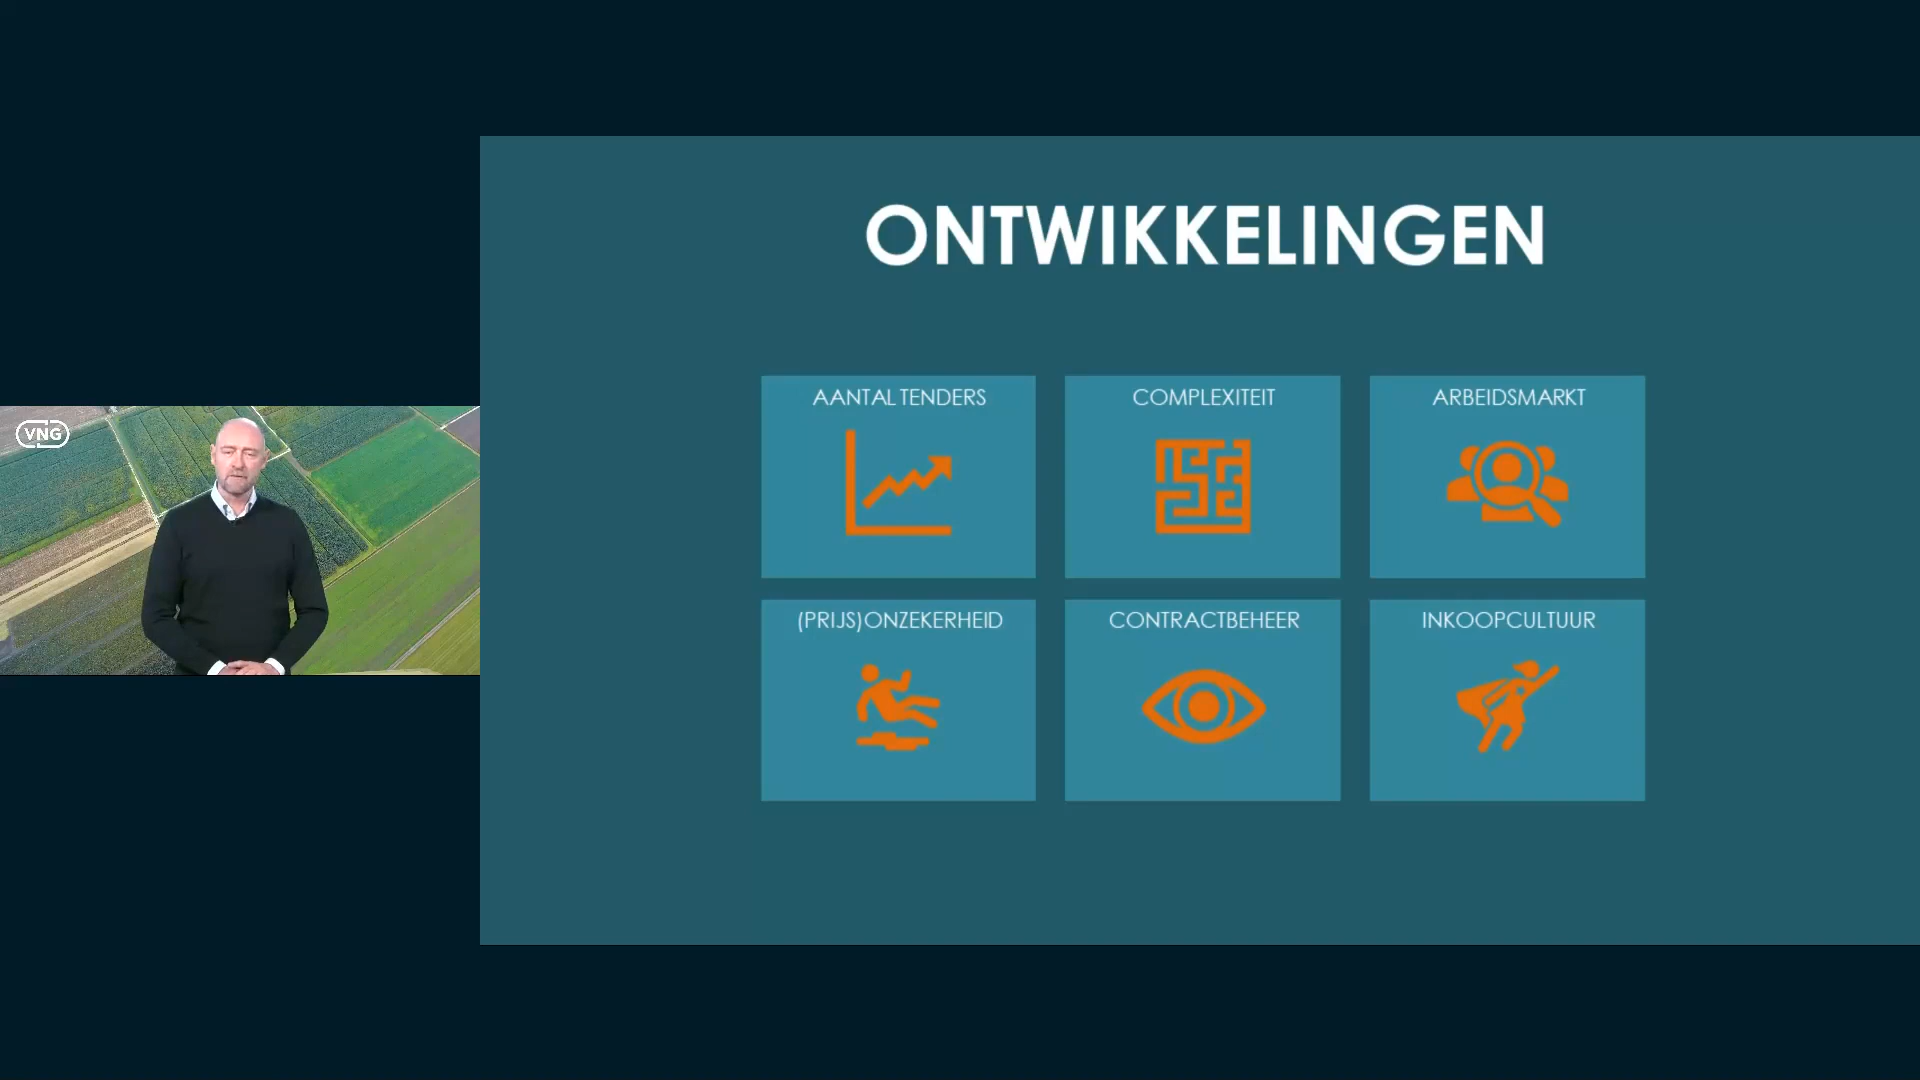 VNG
ONTWIKKELINGEN
AANTAL TENDERS
COMPLEXITEIT
ARBEIDSMARKT
(PRIJS)ONZEKERHEID
CONTRACTBEHEER
INKOOPCULTUUR